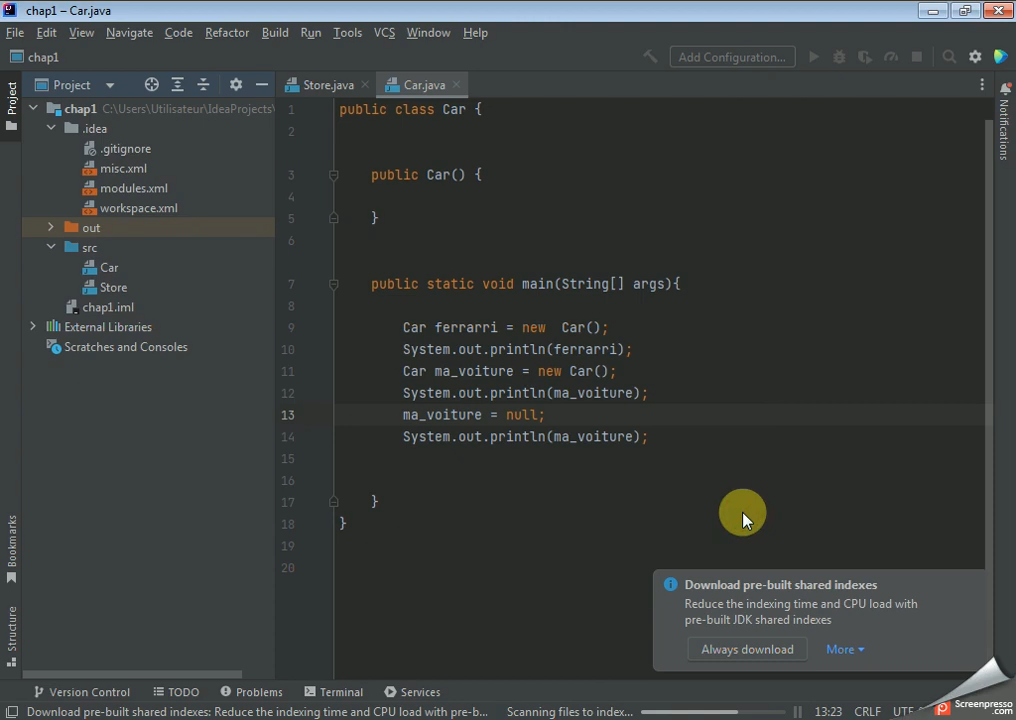 chap1 – Car.java
File Edit View Navigate Code Refactor Build Run Tools VCS Window Help
chap1 Add Configuration...
Project
Project Store.java Car.java
chap1 C:\Users\Utilisateur\IdeaProjects\
.idea
.gitignore
misc.xml
modules.xml
workspace.xml
out
src
Car
Store
chap1.iml
External Libraries
Scratches and Consoles
1 public class Car {
2
3 public Car() {
4
5 }
6
7 public static void main(String[] args){
8
9 Car ferrarri = new  Car();
10 System.out.println(ferrarri);
11 Car ma_voiture = new Car();
12 System.out.println(ma_voiture);
13 ma_voiture = null;
14 System.out.println(ma_voiture);
15
16
17 }
18 }
19
20
Notifications
Bookmarks
Structure
Download pre-built shared indexes
Reduce the indexing time and CPU load with
pre-built JDK shared indexes
Always download More
Version Control TODO Problems Terminal Services
Download pre-built shared indexes: Reduce the indexing time and CPU load with pre-b... Scanning files to index... 13:23 CRLF UTF
Screenpresso
.com